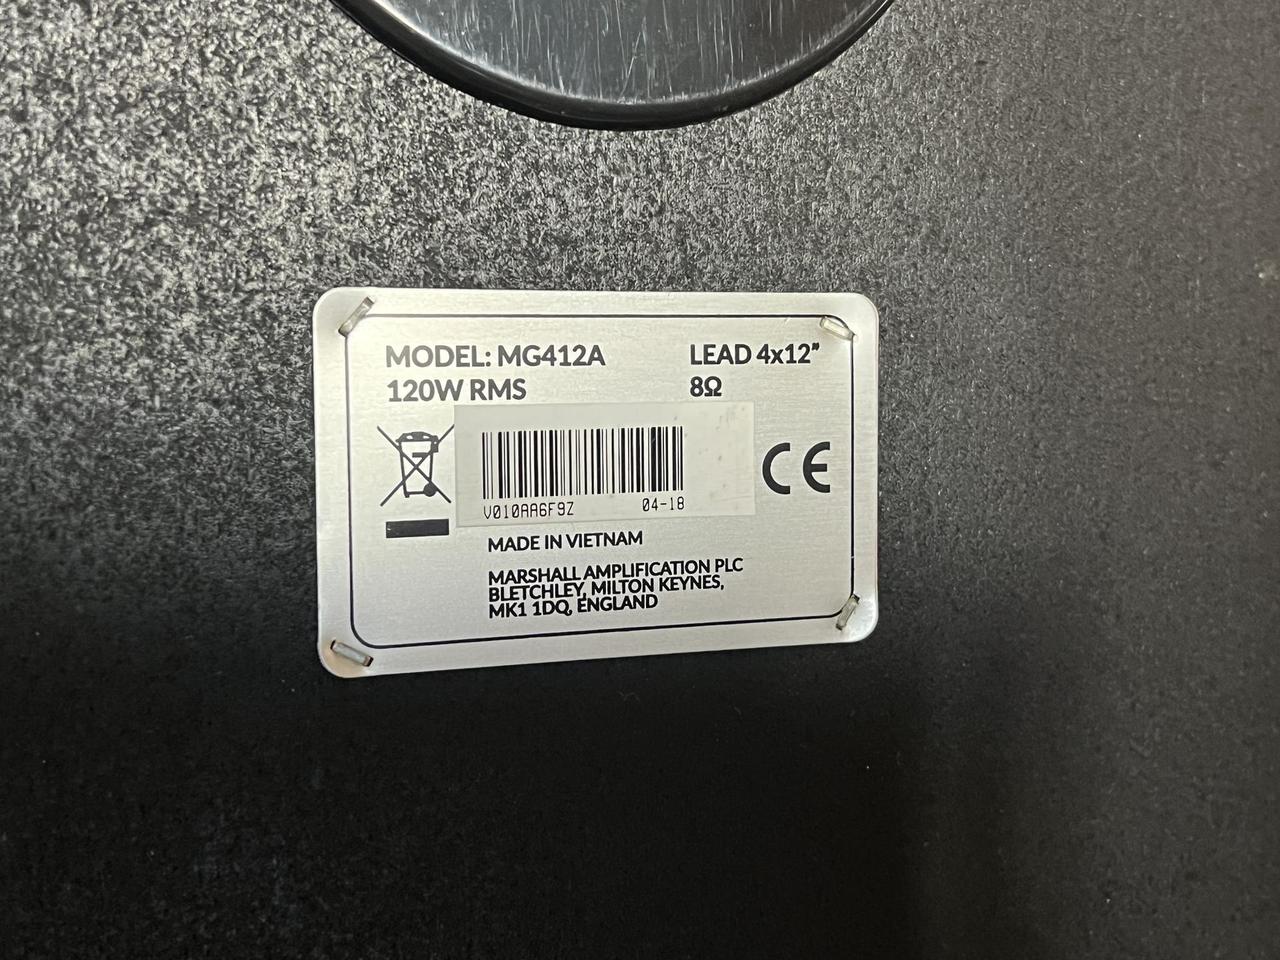 MODEL: MG412A LEAD 4x12"
120W RMS 8Ω
V010AA6F9Z 04-18
CE
MADE IN VIETNAM
MARSHALL AMPLIFICATION PLC
BLETCHLEY, MILTON KEYNES,
MK1 1DQ, ENGLAND